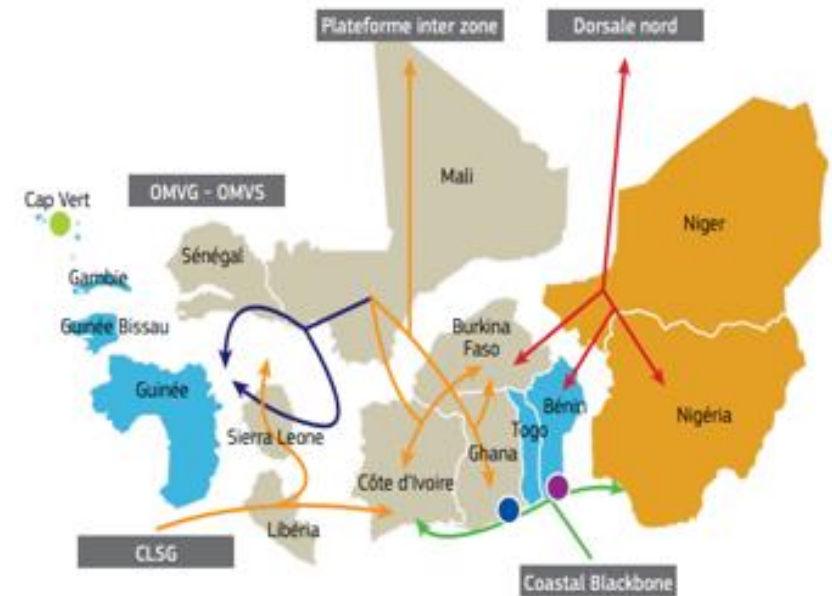 Plateforme inter zone
Dorsale nord
Mali
OMVG - OMVS
Cap Vert
Niger
Sénégal
Gambie
Guinée Bissau
Burkina
Faso
Guinée
Bénin
Nigéria
Togo
Sierra Leone
Ghana
Côte d'Ivoire
Libéria
CLSG
Coastal Blackbone